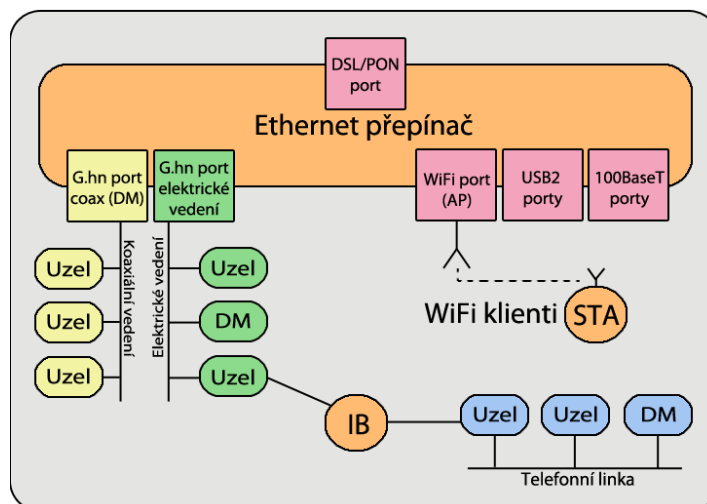 DSL/PON
port
Ethernet přepínač
G.hn port
coax (DM)
G.hn port
elektrické
vedení
WiFi port
(AP)
USB2
porty
100BaseT
porty
Uzel
Uzel
Uzel
Koaxiální vedení
Elektrické vedení
Uzel
DM
Uzel
WiFi klienti
STA
IB
Uzel
Uzel
DM
Telefonní linka